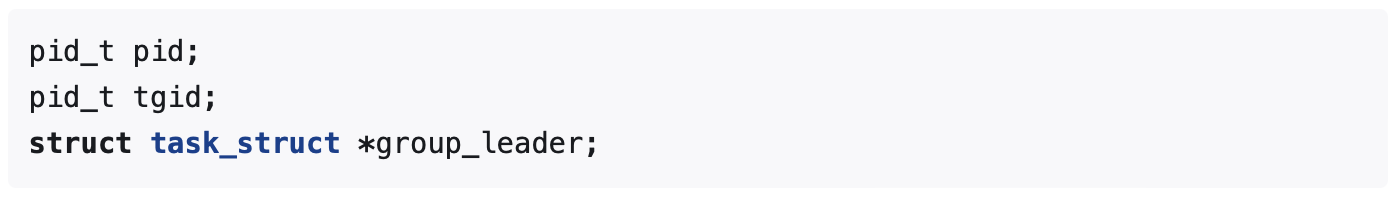 pid_t pid;
pid_t tgid;
struct task_struct *group_leader;